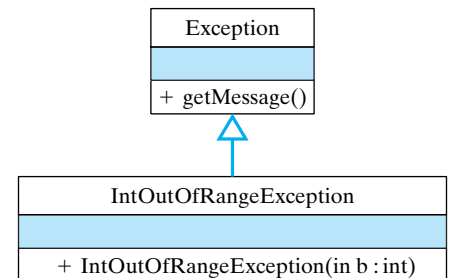 Exception
+ getMessage()
IntOutOfRangeException
+ IntOutOfRangeException(in b : int)